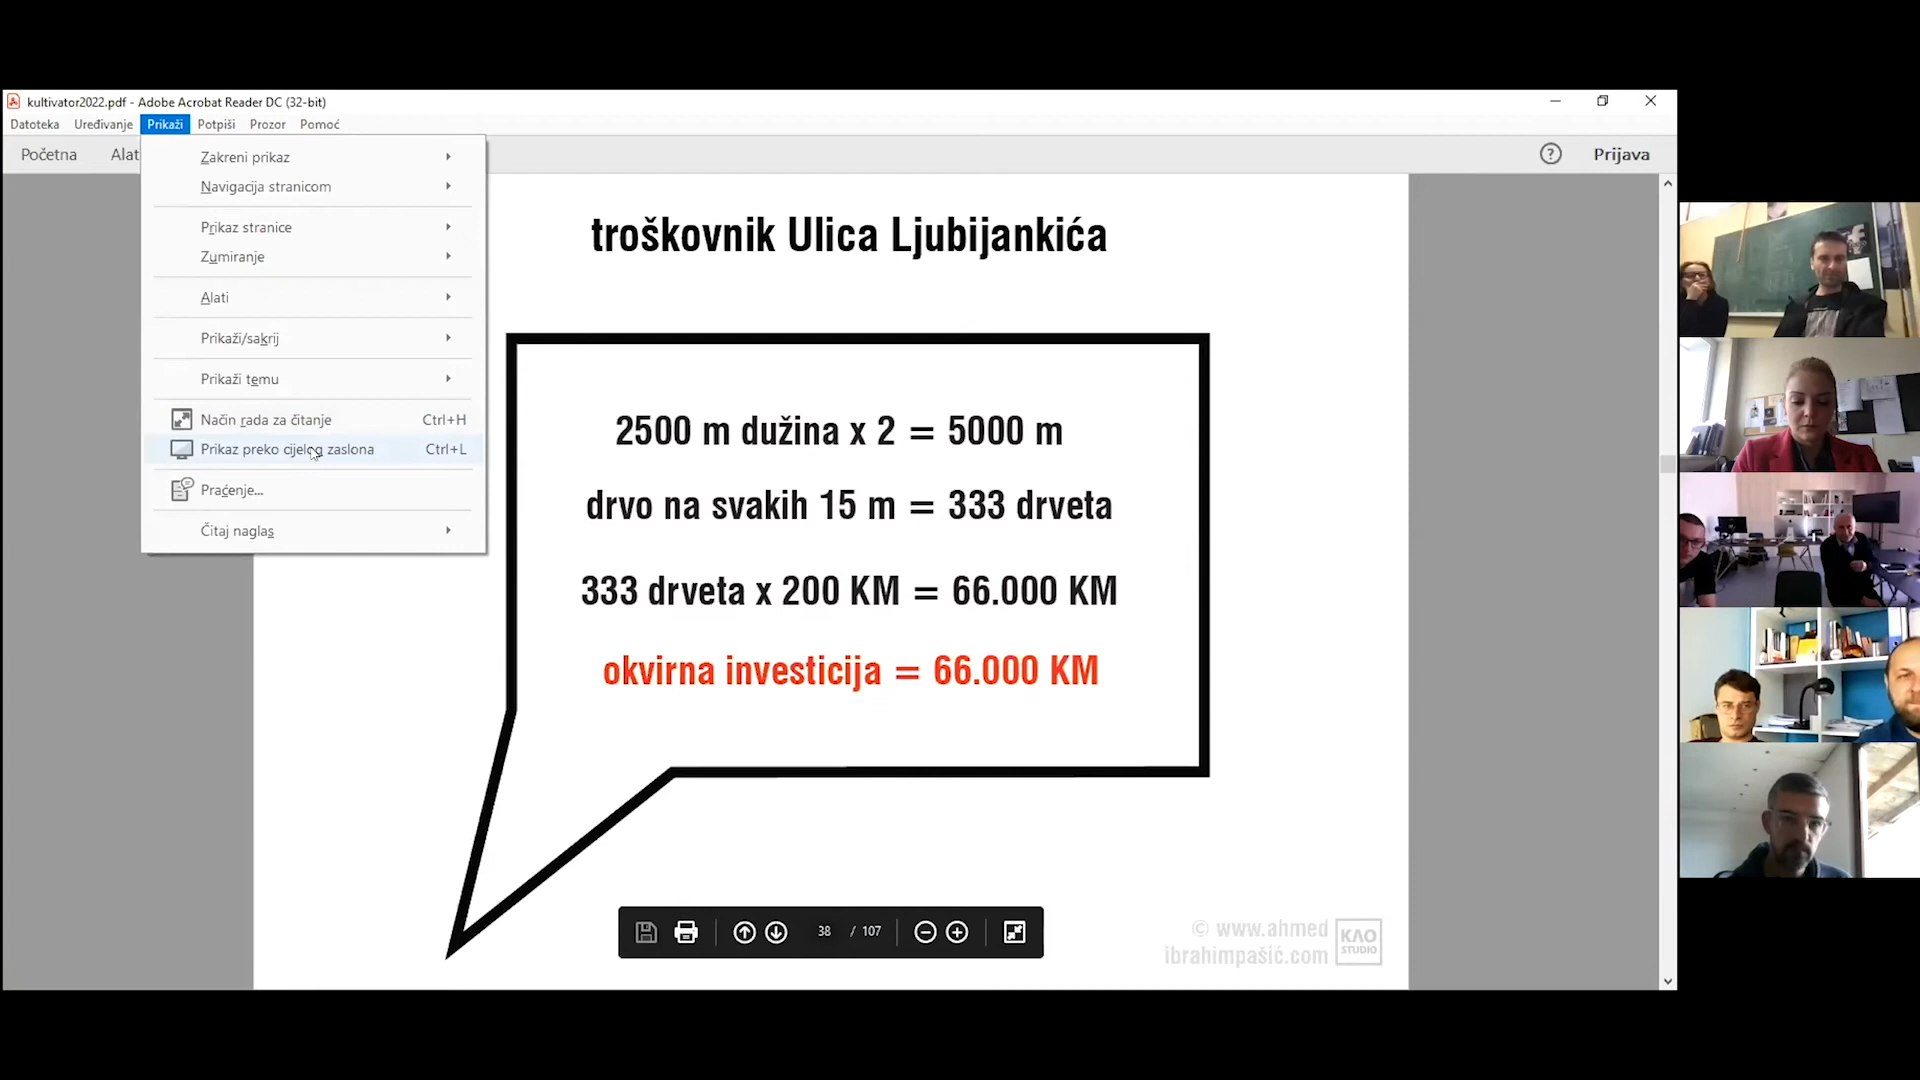 kultivator2022.pdf - Adobe Acrobat Reader DC (32-bit)
Datoteka Uređivanje Prikaži Potpiši Prozor Pomoć
Početna Alat
? Prijava
Zakreni prikaz
Navigacija stranicom
Prikaz stranice
Zumiranje
Alati
Prikaži/sakrij
Prikaži temu
Način rada za čitanje Ctrl+H
Prikaz preko cijelog zaslona Ctrl+L
Praćenje...
Čitaj naglas
troškovnik Ulica Ljubijankića
2500 m dužina x 2 = 5000 m
drvo na svakih 15 m = 333 drveta
333 drveta x 200 KM = 66.000 KM
okvirna investicija = 66.000 KM
38 / 107
© www.ahmed
ibrahimpašić.com
KAO
STUDIO